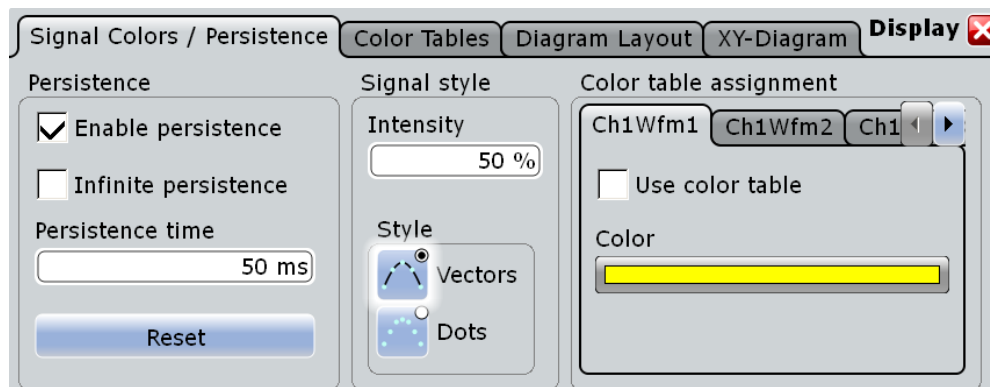 Signal Colors / Persistence
Color Tables
Diagram Layout
XY-Diagram
Display
Persistence
Enable persistence
Infinite persistence
Persistence time
50 ms
Reset
Signal style
Intensity
50 %
Style
Vectors
Dots
Color table assignment
Ch1Wfm1
Ch1Wfm2
Ch1
Use color table
Color